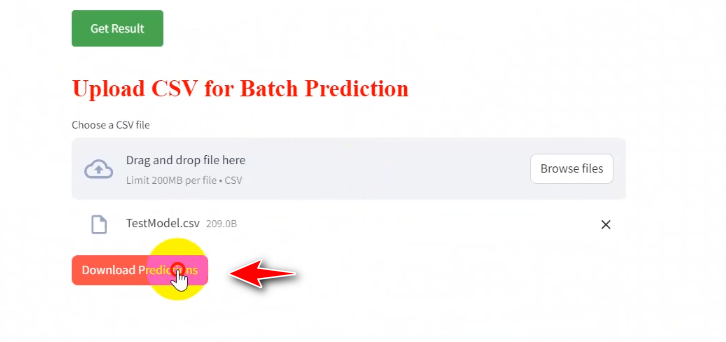 Get Result
Upload CSV for Batch Prediction
Choose a CSV file
Drag and drop file here
Limit 200MB per file • CSV
Browse files
TestModel.csv 209.0B
Download Predictions